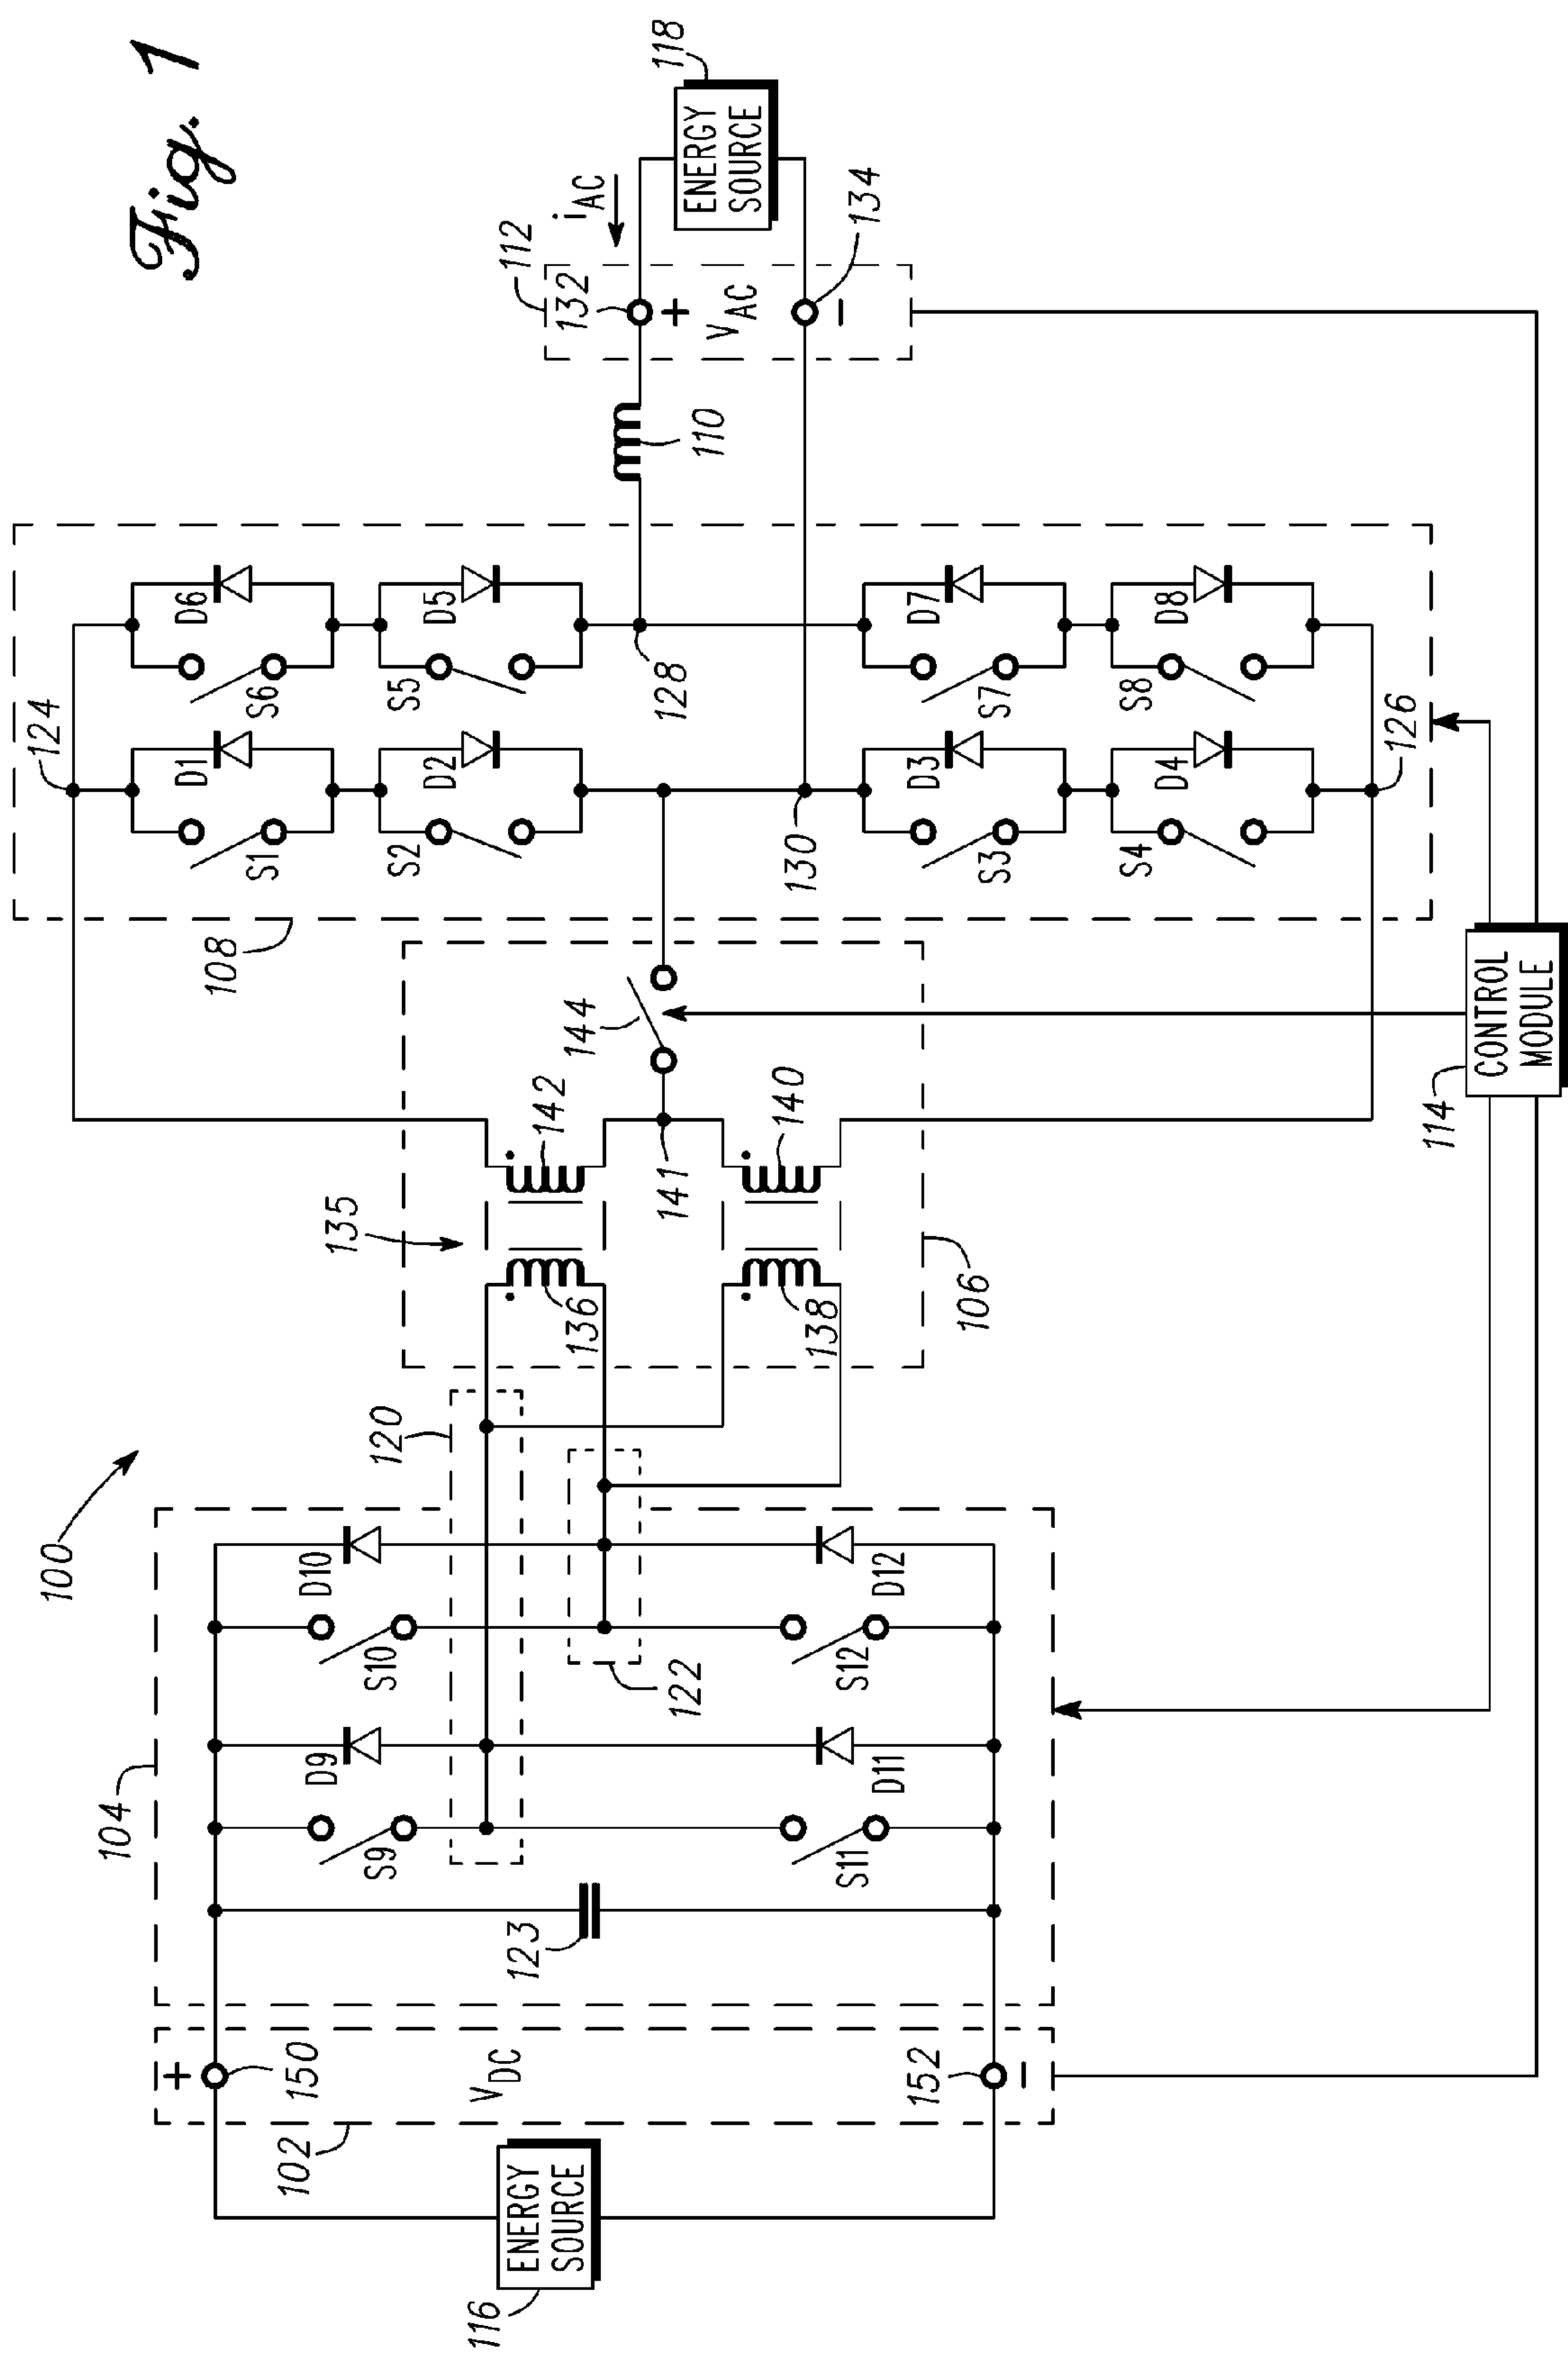 Fig. 1
100
104
102
116
ENERGY
SOURCE
+
150
VDC
152
−
123
S9
D9
S10
D10
S11
D11
S12
D12
120
122
135
136
138
142
140
141
144
106
108
124
S1
D1
S6
D6
S2
D2
S5
D5
128
130
S3
D3
S7
D7
S4
D4
S8
D8
126
110
112
132
+
VAC
−
134
iAC
118
ENERGY
SOURCE
114
CONTROL
MODULE